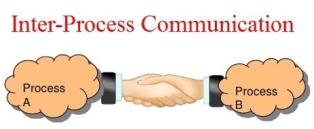 Inter-Process Communication
Process
A
Process
B